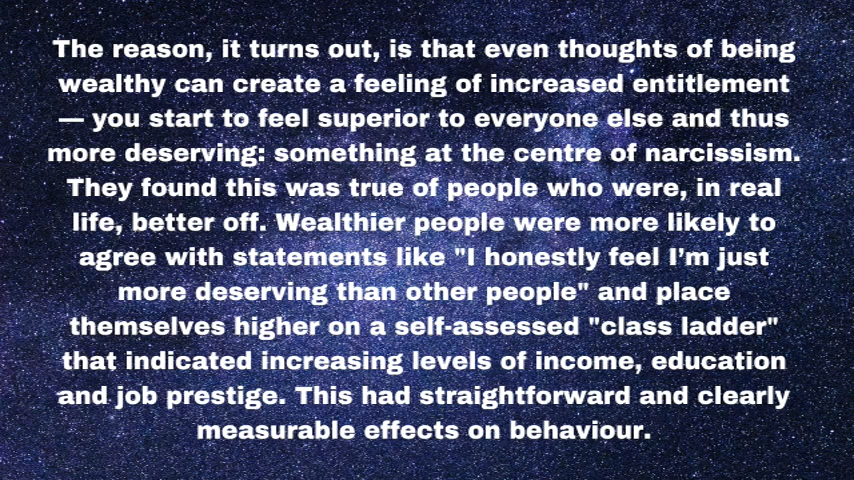 The reason, it turns out, is that even thoughts of being
wealthy can create a feeling of increased entitlement
— you start to feel superior to everyone else and thus
more deserving: something at the centre of narcissism.
They found this was true of people who were, in real
life, better off. Wealthier people were more likely to
agree with statements like "I honestly feel I’m just
more deserving than other people" and place
themselves higher on a self-assessed "class ladder"
that indicated increasing levels of income, education
and job prestige. This had straightforward and clearly
measurable effects on behaviour.